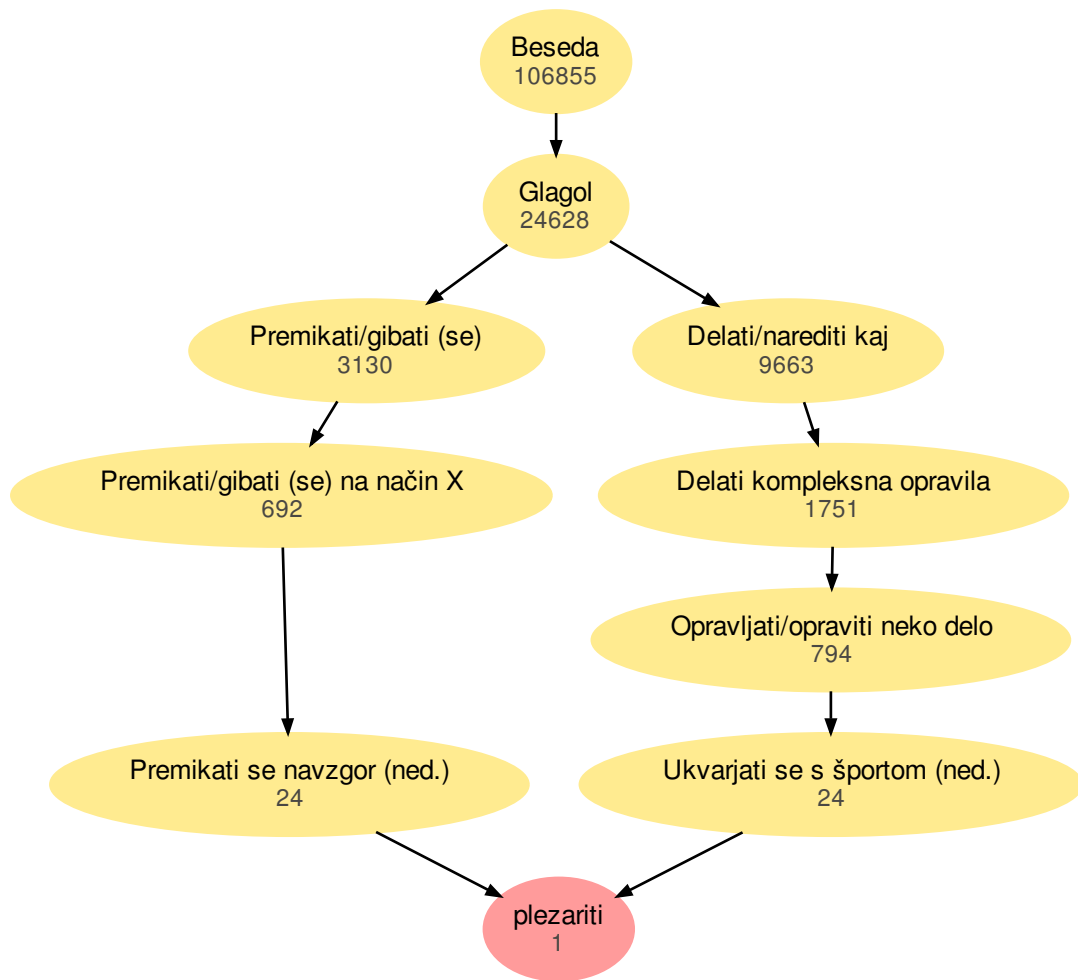 Beseda
106855
Glagol
24628
Premikati/gibati (se)
3130
Delati/narediti kaj
9663
Premikati/gibati (se) na način X
692
Delati kompleksna opravila
1751
Opravljati/opraviti neko delo
794
Premikati se navzgor (ned.)
24
Ukvarjati se s športom (ned.)
24
plezariti
1